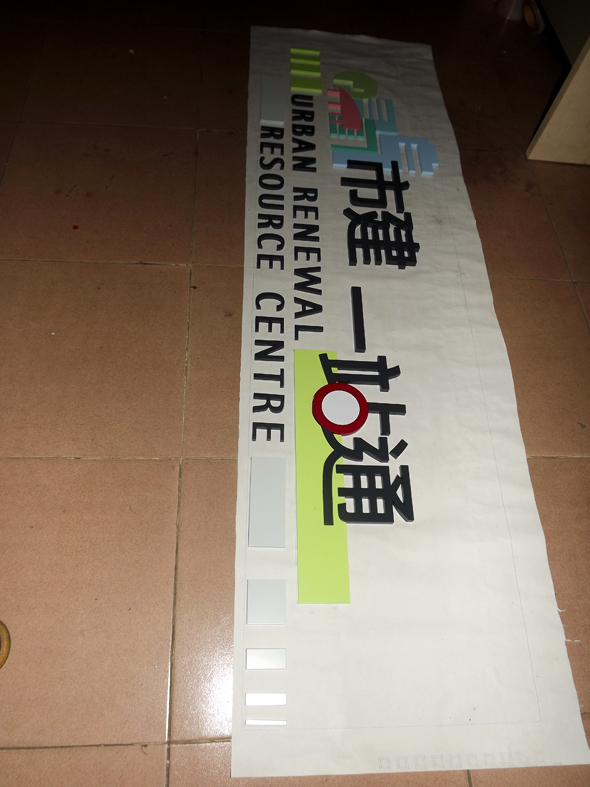 市建一站通
URBAN RENEWAL
RESOURCE CENTRE